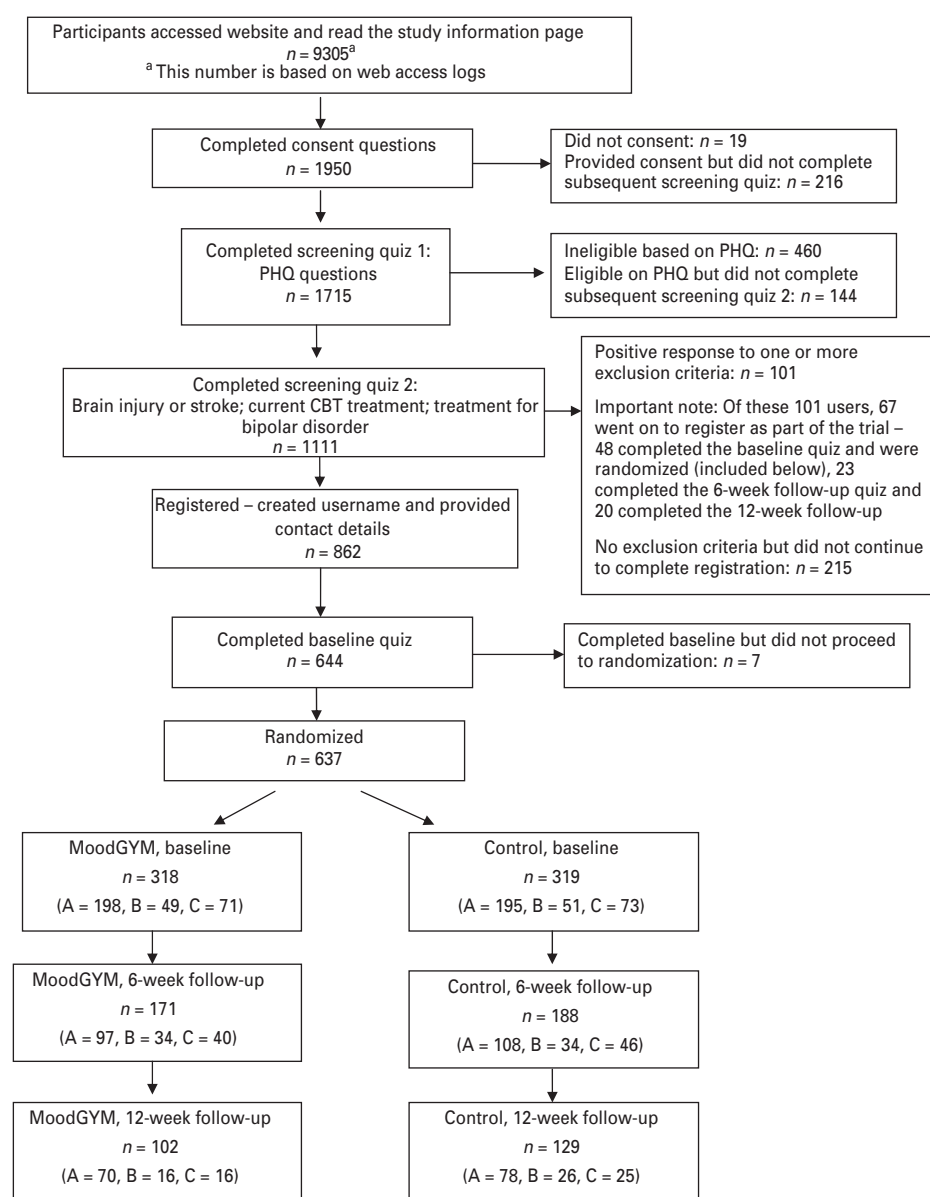 Participants accessed website and read the study information page
n = 9305a
a This number is based on web access logs
Completed consent questions
n = 1950
Did not consent: n = 19
Provided consent but did not complete
subsequent screening quiz: n = 216
Completed screening quiz 1:
PHQ questions
n = 1715
Ineligible based on PHQ: n = 460
Eligible on PHQ but did not complete
subsequent screening quiz 2: n = 144
Completed screening quiz 2:
Brain injury or stroke; current CBT treatment; treatment for
bipolar disorder
n = 1111
Positive response to one or more
exclusion criteria: n = 101
Important note: Of these 101 users, 67
went on to register as part of the trial –
48 completed the baseline quiz and were
randomized (included below), 23
completed the 6-week follow-up quiz and
20 completed the 12-week follow-up
No exclusion criteria but did not continue
to complete registration: n = 215
Registered – created username and provided
contact details
n = 862
Completed baseline quiz
n = 644
Completed baseline but did not proceed
to randomization: n = 7
Randomized
n = 637
MoodGYM, baseline
n = 318
(A = 198, B = 49, C = 71)
Control, baseline
n = 319
(A = 195, B = 51, C = 73)
MoodGYM, 6-week follow-up
n = 171
(A = 97, B = 34, C = 40)
Control, 6-week follow-up
n = 188
(A = 108, B = 34, C = 46)
MoodGYM, 12-week follow-up
n = 102
(A = 70, B = 16, C = 16)
Control, 12-week follow-up
n = 129
(A = 78, B = 26, C = 25)